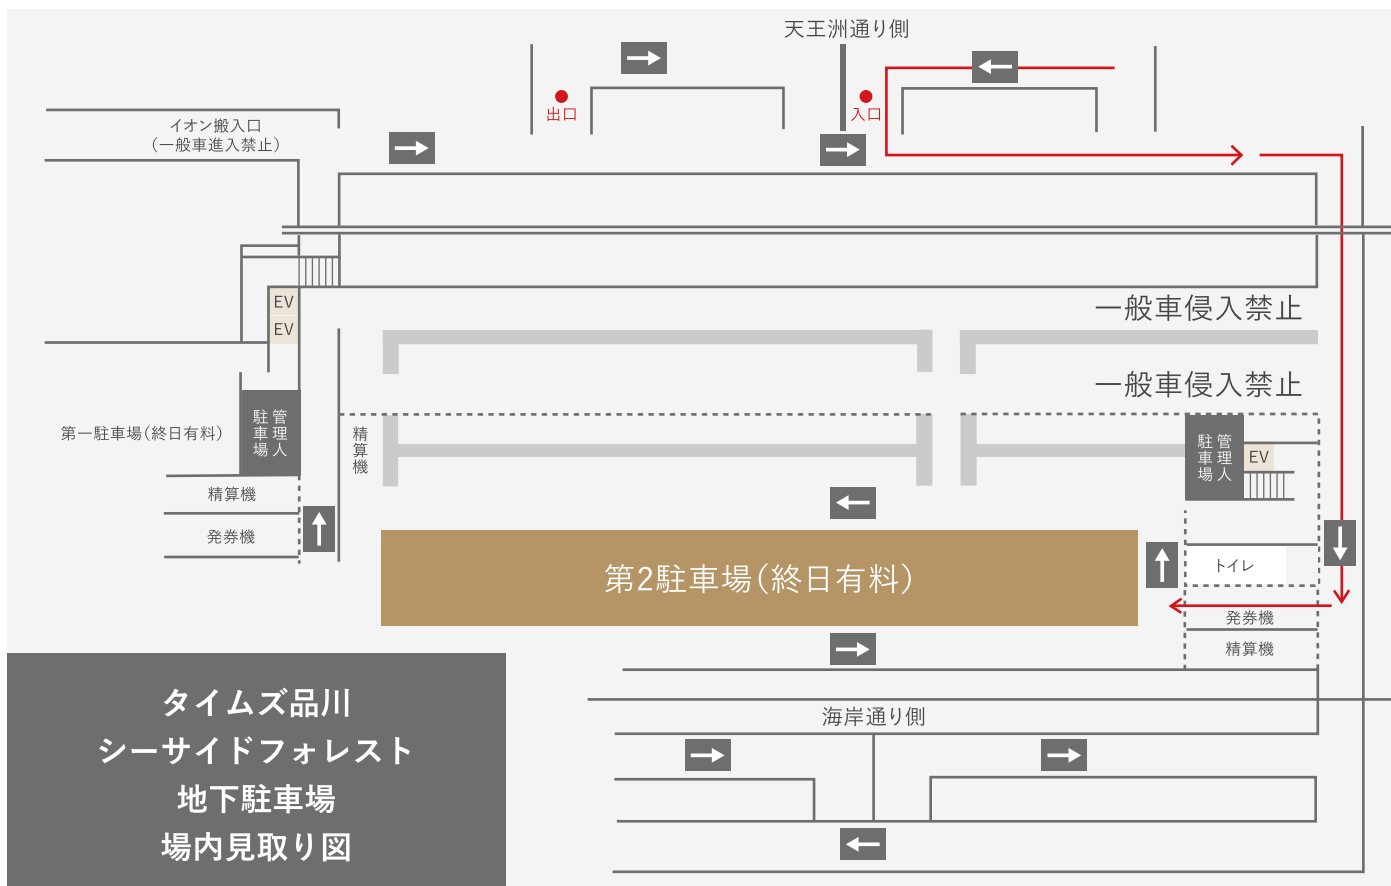 天王洲通り側
出口
入口
イオン搬入口
(一般車進入禁止)
EV
EV
一般車侵入禁止
一般車侵入禁止
第一駐車場(終日有料)
管理人
駐車場
精算機
管理人
駐車場
EV
精算機
発券機
第2駐車場(終日有料)
トイレ
発券機
精算機
タイムズ品川
シーサイドフォレスト
地下駐車場
場内見取り図
海岸通り側